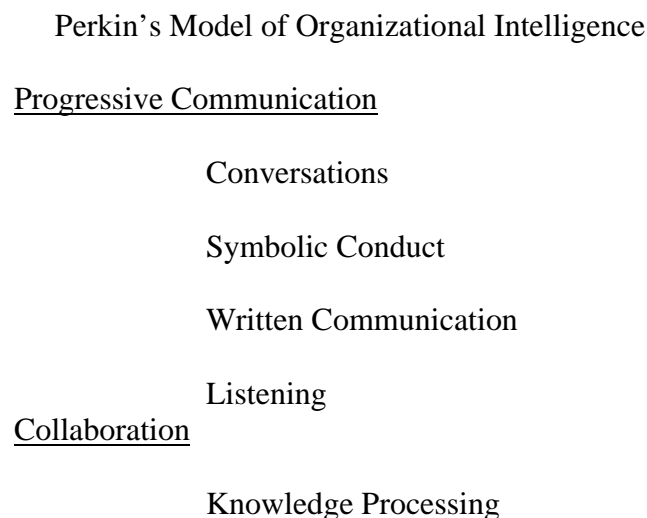 Perkin’s Model of Organizational Intelligence
Progressive Communication
Conversations
Symbolic Conduct
Written Communication
Listening
Collaboration
Knowledge Processing